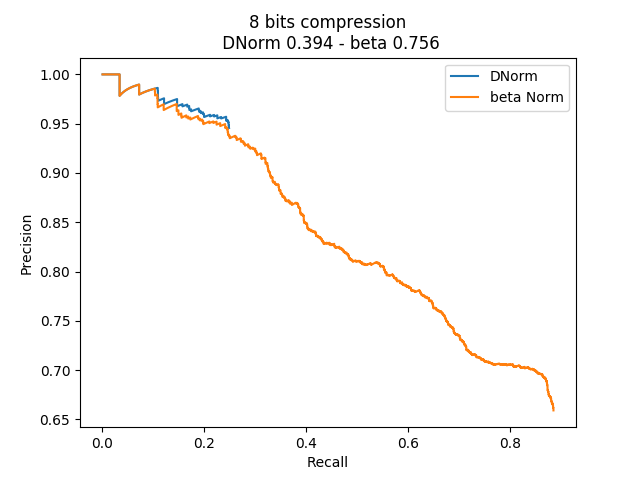 8 bits compression
DNorm 0.394 - beta 0.756
DNorm
beta Norm
Precision
1.00
0.95
0.90
0.85
0.80
0.75
0.70
0.65
0.0
0.2
0.4
0.6
0.8
Recall